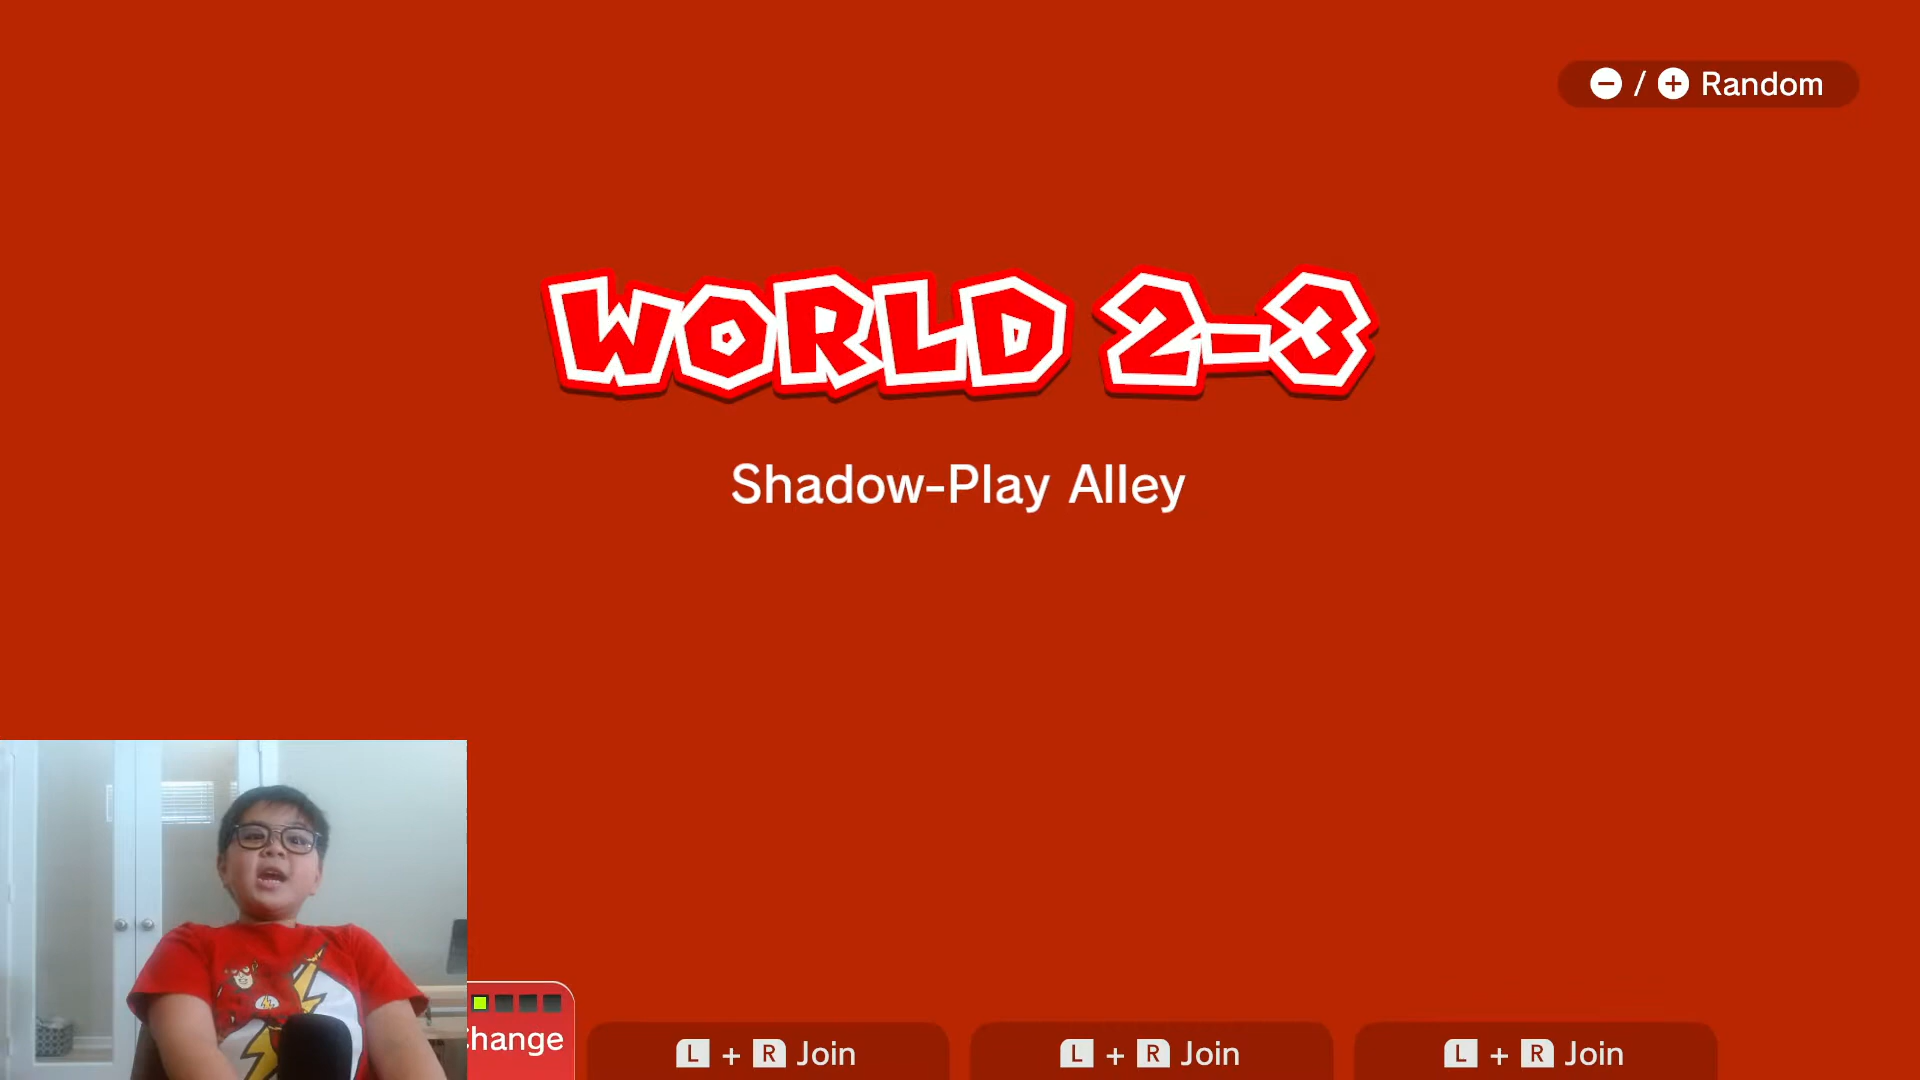 − / + Random
WORLD 2-3
Shadow-Play Alley
hange
L + R Join
L + R Join
L + R Join